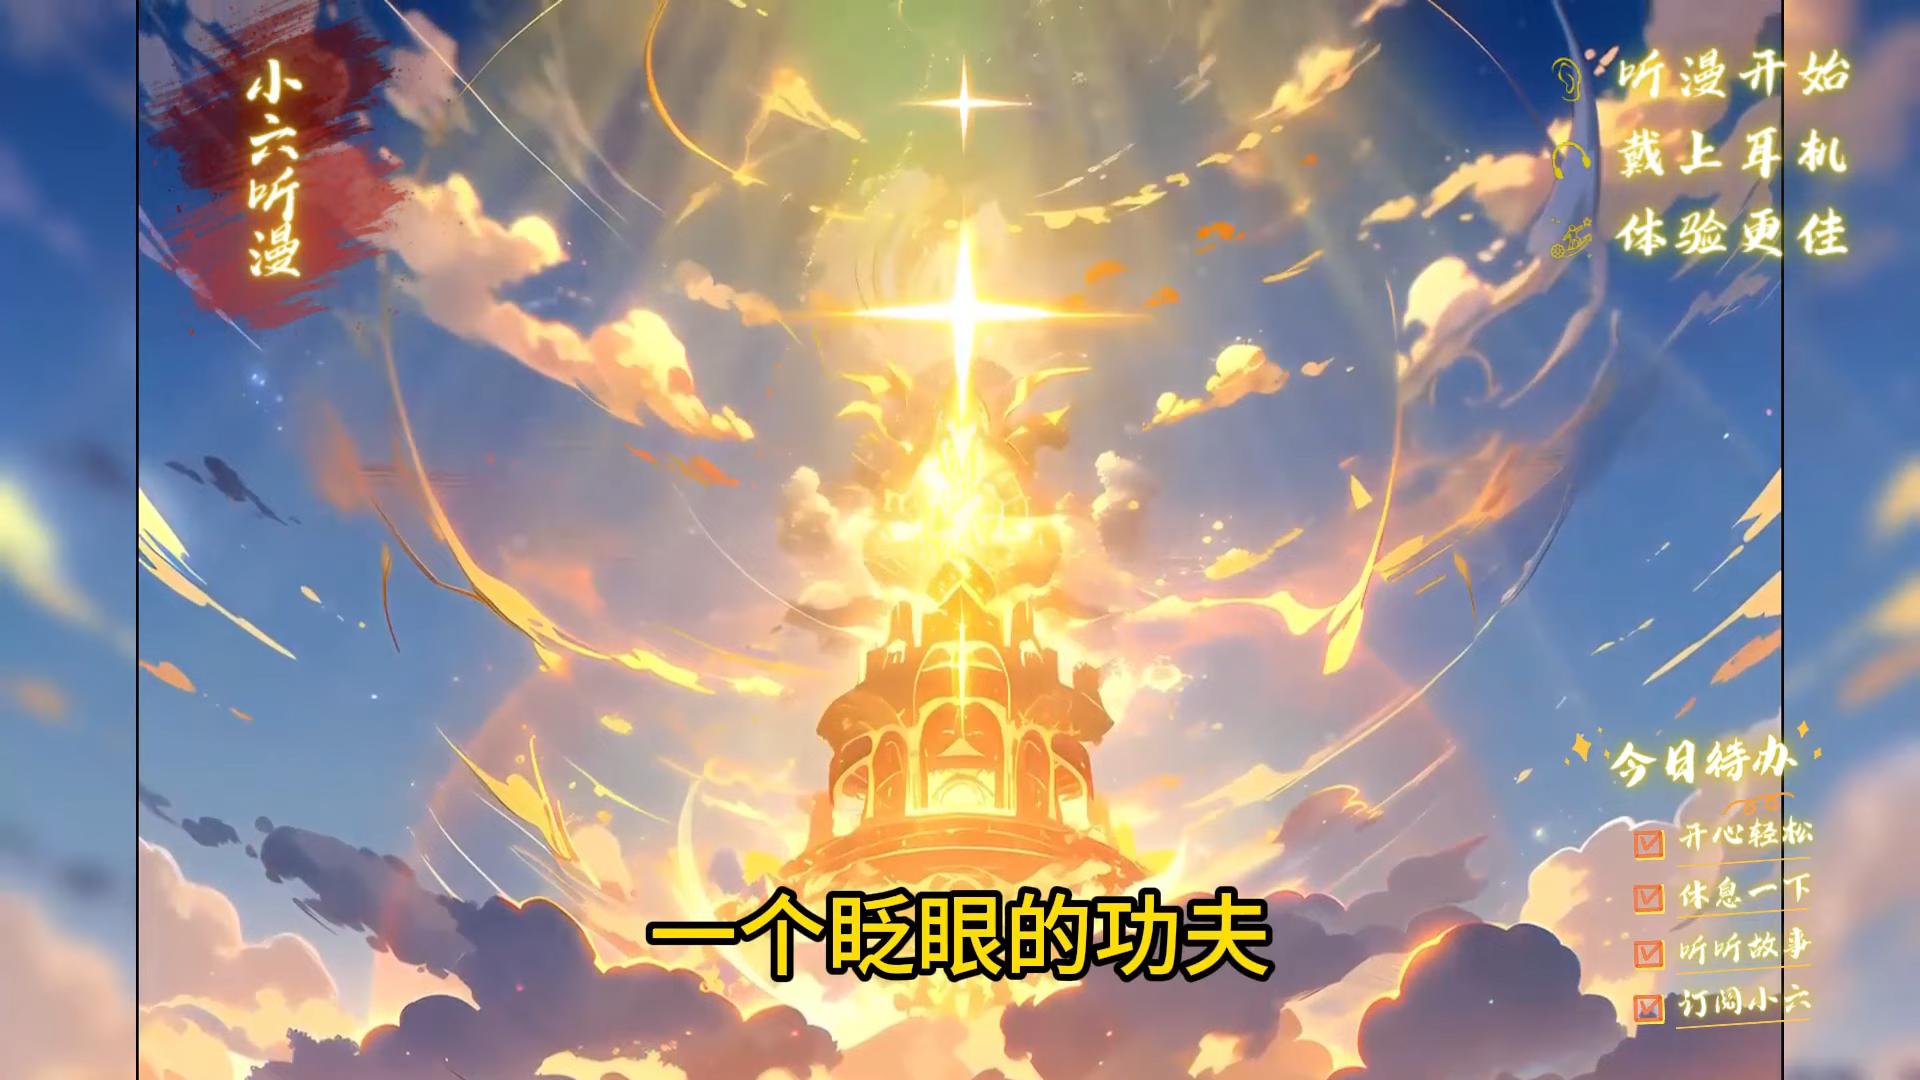 小六听漫
听漫开始
戴上耳机
体验更佳
今日待办
开心轻松
休息一下
听听故事
订阅小六
一个眨眼的功夫